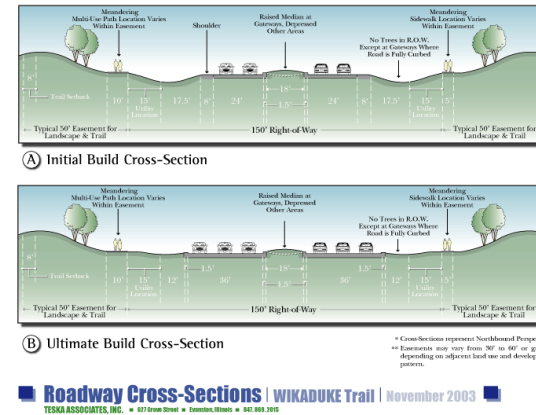 Meandering
Multi-Use Path Location Varies
Within Easement
Shoulder
Raised Median at
Gateways, Depressed
Other Areas
No Trees in R.O.W.
Except at Gateways Where
Road is Fully Curbed
Meandering
Sidewalk Location Varies
Within Easement
8'
Trail Setback
10'
15'
Utility
Location
17.5'
8'
24'
18'
1.5'
24'
8'
17.5'
15'
Utility
Location
5'
Typical 50' Easement for
Landscape & Trail
150' Right-of-Way
Typical 50' Easement for
Landscape & Trail
A Initial Build Cross-Section
Meandering
Multi-Use Path Location Varies
Within Easement
Raised Median at
Gateways, Depressed
Other Areas
No Trees in R.O.W.
Except at Gateways Where
Road is Fully Curbed
Meandering
Sidewalk Location Varies
Within Easement
8'
Trail Setback
10'
15'
Utility
Location
12'
1.5'
36'
18'
1.5'
36'
1.5'
12'
15'
Utility
Location
5'
Typical 50' Easement for
Landscape & Trail
150' Right-of-Way
Typical 50' Easement for
Landscape & Trail
B Ultimate Build Cross-Section
* Cross-Sections represent Northbound Perspe
** Easements may vary from 30' to 60' or g
depending on adjacent land use and develop
pattern.
Roadway Cross-Sections | WIKADUKE Trail | November 2003
TESKA ASSOCIATES, INC. ■ 627 Grove Street ■ Evanston, Illinois ■ 847.869.2015